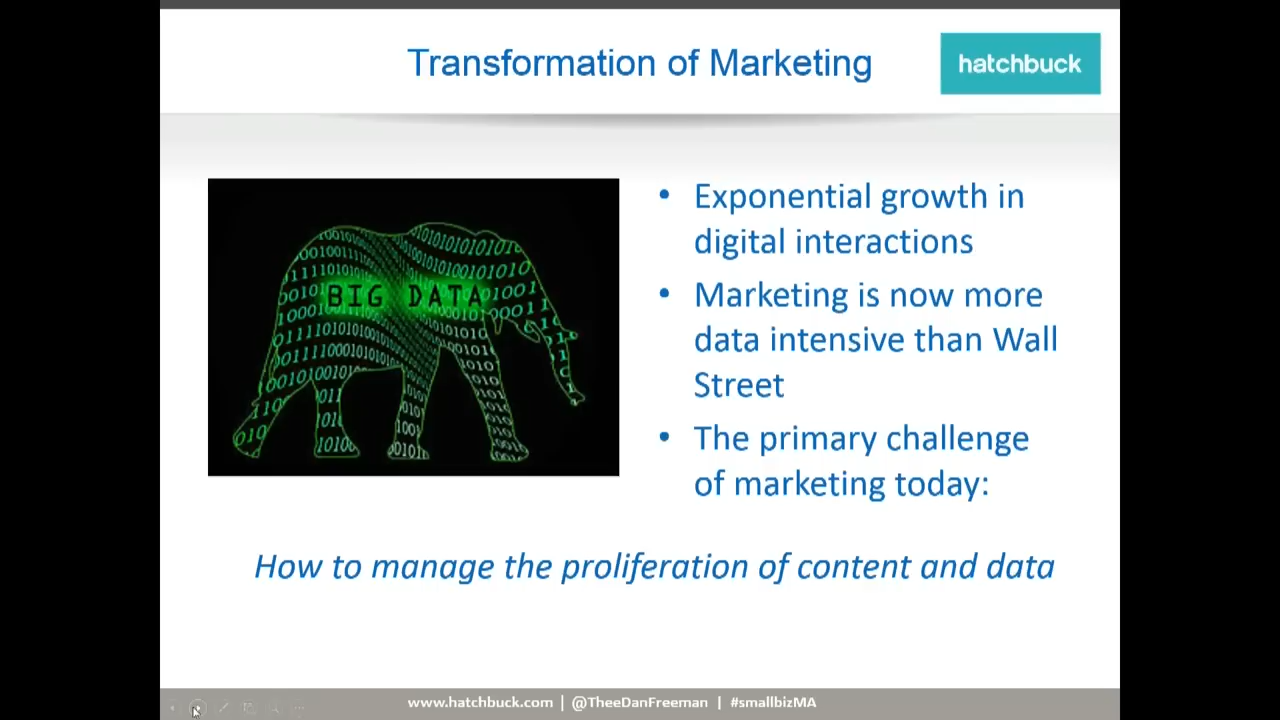 Transformation of Marketing
hatchbuck
BIG DATA
• Exponential growth in
digital interactions
• Marketing is now more
data intensive than Wall
Street
• The primary challenge
of marketing today:
How to manage the proliferation of content and data
www.hatchbuck.com | @TheeDanFreeman | #smallbizMA